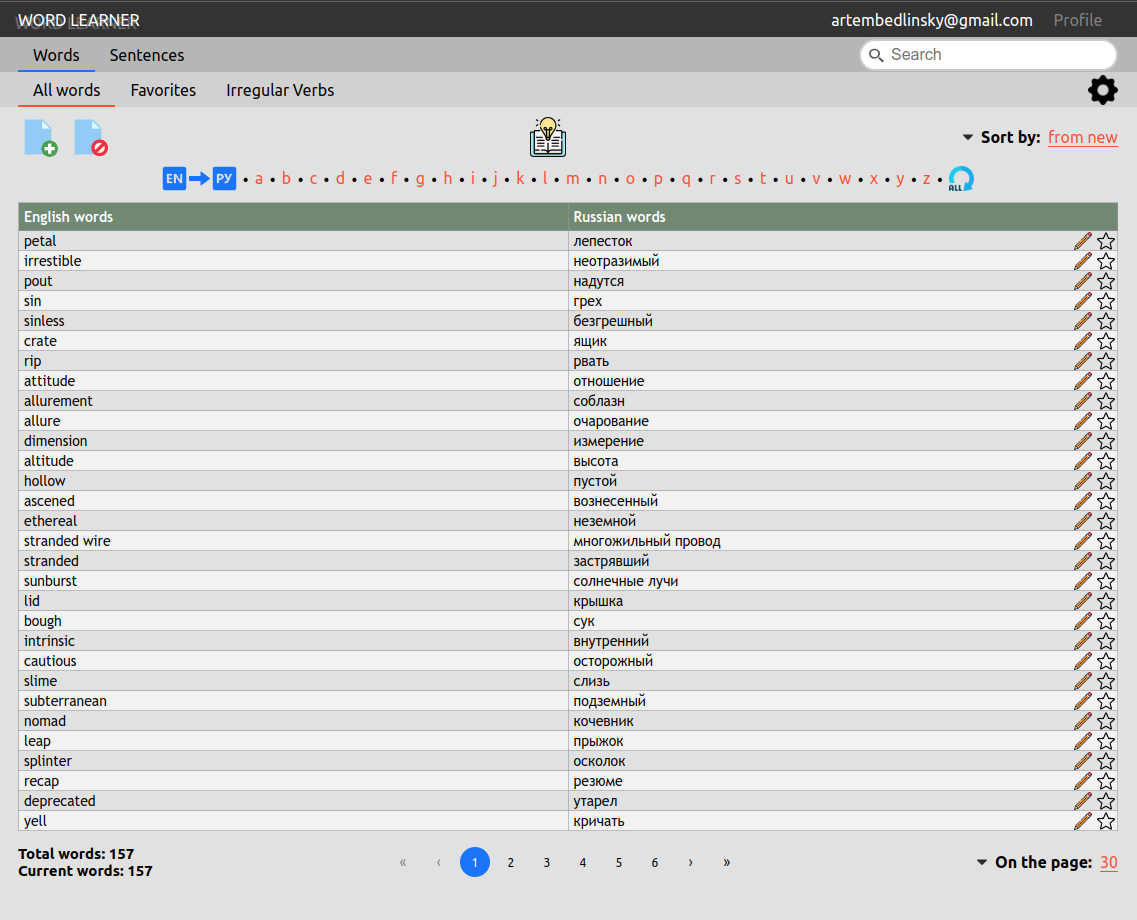 WORD LEARNER artembedlinsky@gmail.com Profile
Words Sentences Search
All words Favorites Irregular Verbs
Sort by: from new
EN РУ • a • b • c • d • e • f • g • h • i • j • k • l • m • n • o • p • q • r • s • t • u • v • w • x • y • z • ALL
English words Russian words
petal лепесток
irrestible неотразимый
pout надутся
sin грех
sinless безгрешный
crate ящик
rip рвать
attitude отношение
allurement соблазн
allure очарование
dimension измерение
altitude высота
hollow пустой
ascened вознесенный
ethereal неземной
stranded wire многожильный провод
stranded застрявший
sunburst солнечные лучи
lid крышка
bough сук
intrinsic внутренний
cautious осторожный
slime слизь
subterranean подземный
nomad кочевник
leap прыжок
splinter осколок
recap резюме
deprecated утарел
yell кричать
Total words: 157
Current words: 157
« ‹ 1 2 3 4 5 6 › » On the page: 30